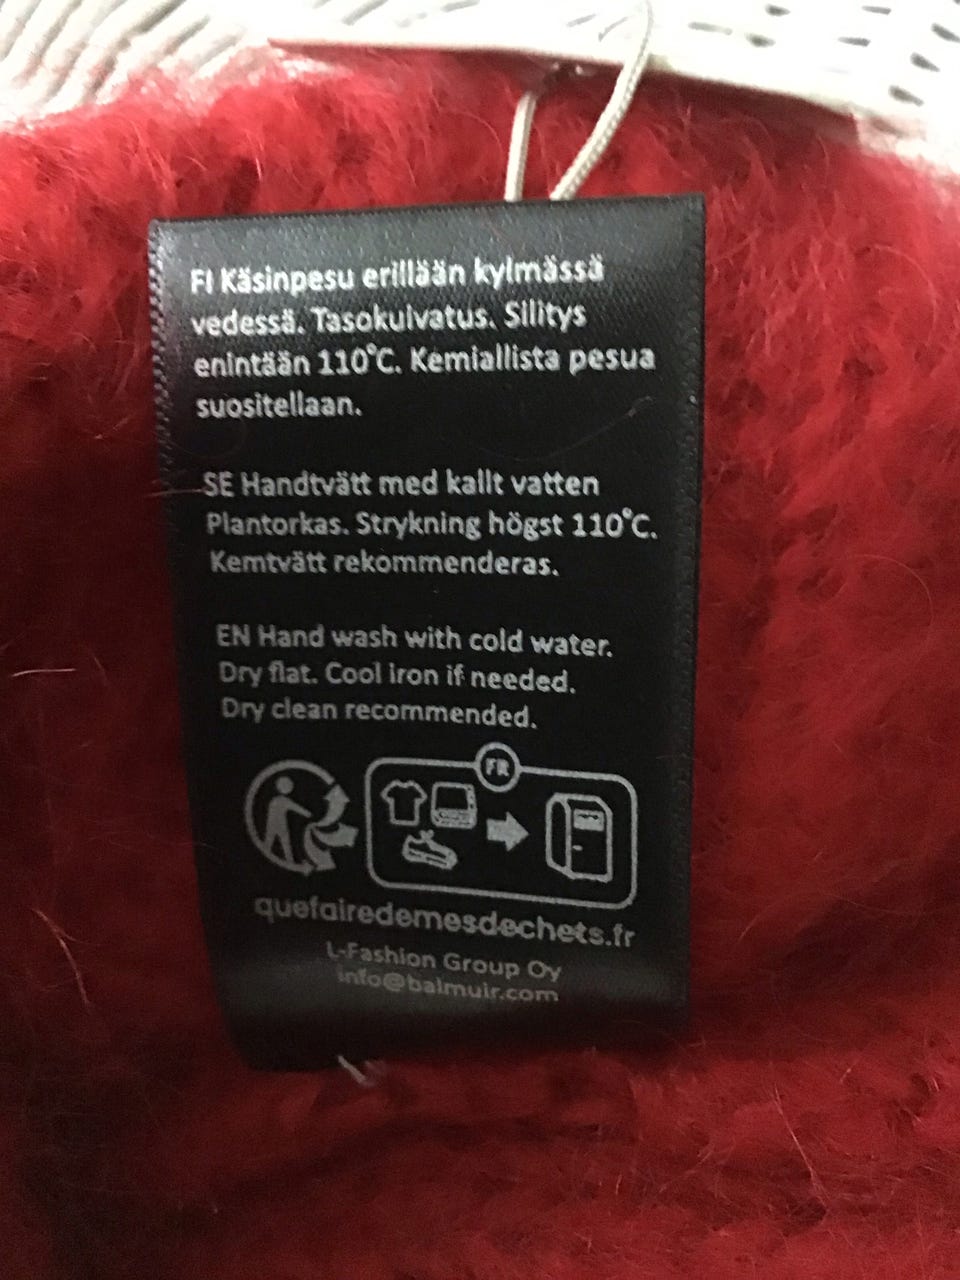 FI Käsinpesu erillään kylmässä
vedessä. Tasokuivatus. Silitys
enintään 110°C. Kemiallista pesua
suositellaan.
SE Handtvätt med kallt vatten
Plantorkas. Strykning högst 110°C.
Kemtvätt rekommenderas.
EN Hand wash with cold water.
Dry flat. Cool iron if needed.
Dry clean recommended.
FR
quefairedemesdechets.fr
L-Fashion Group Oy
info@balmuir.com